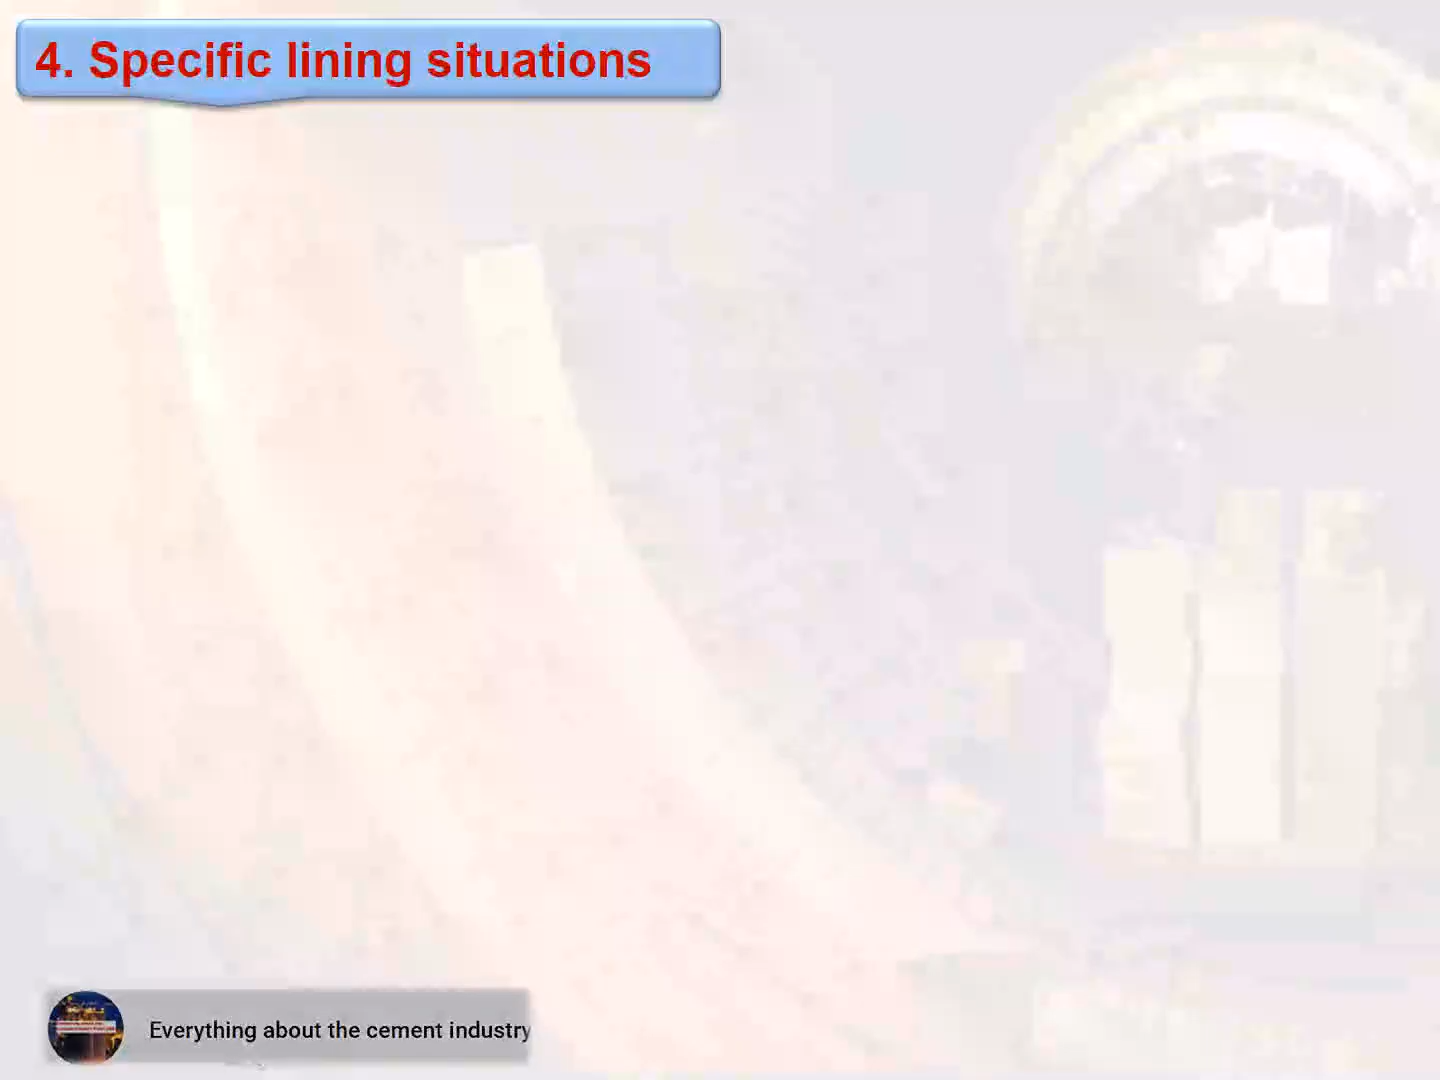 4. Specific lining situations
Everything about the cement industry